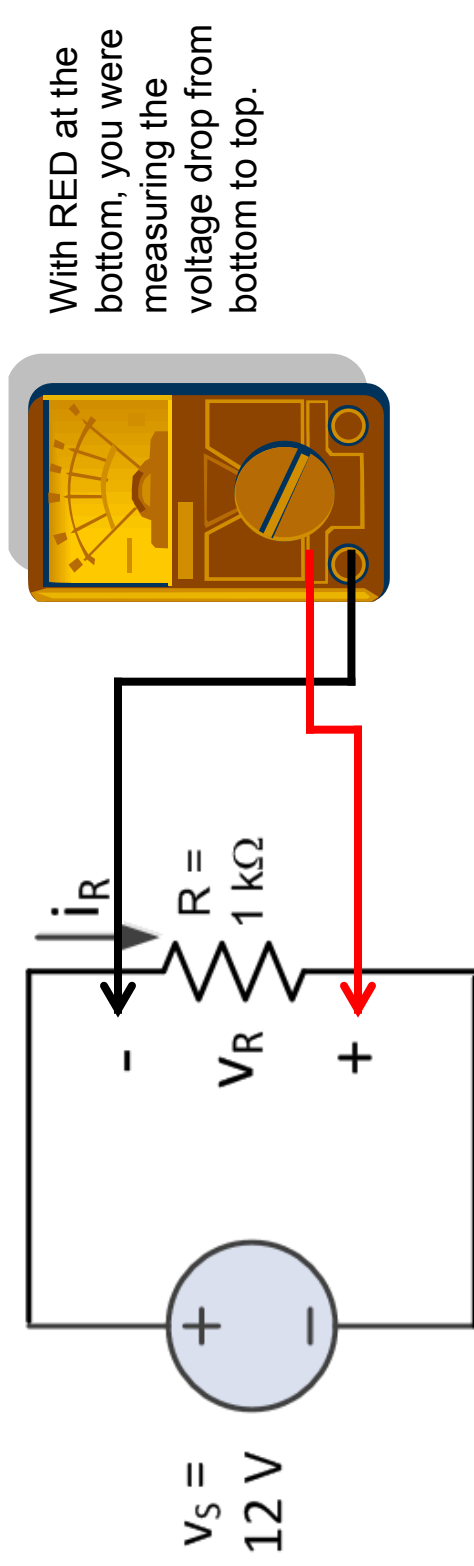 vS =
12 V
+
−
-
vR
+
iR
R =
1 kΩ
With RED at the
bottom, you were
measuring the
voltage drop from
bottom to top.